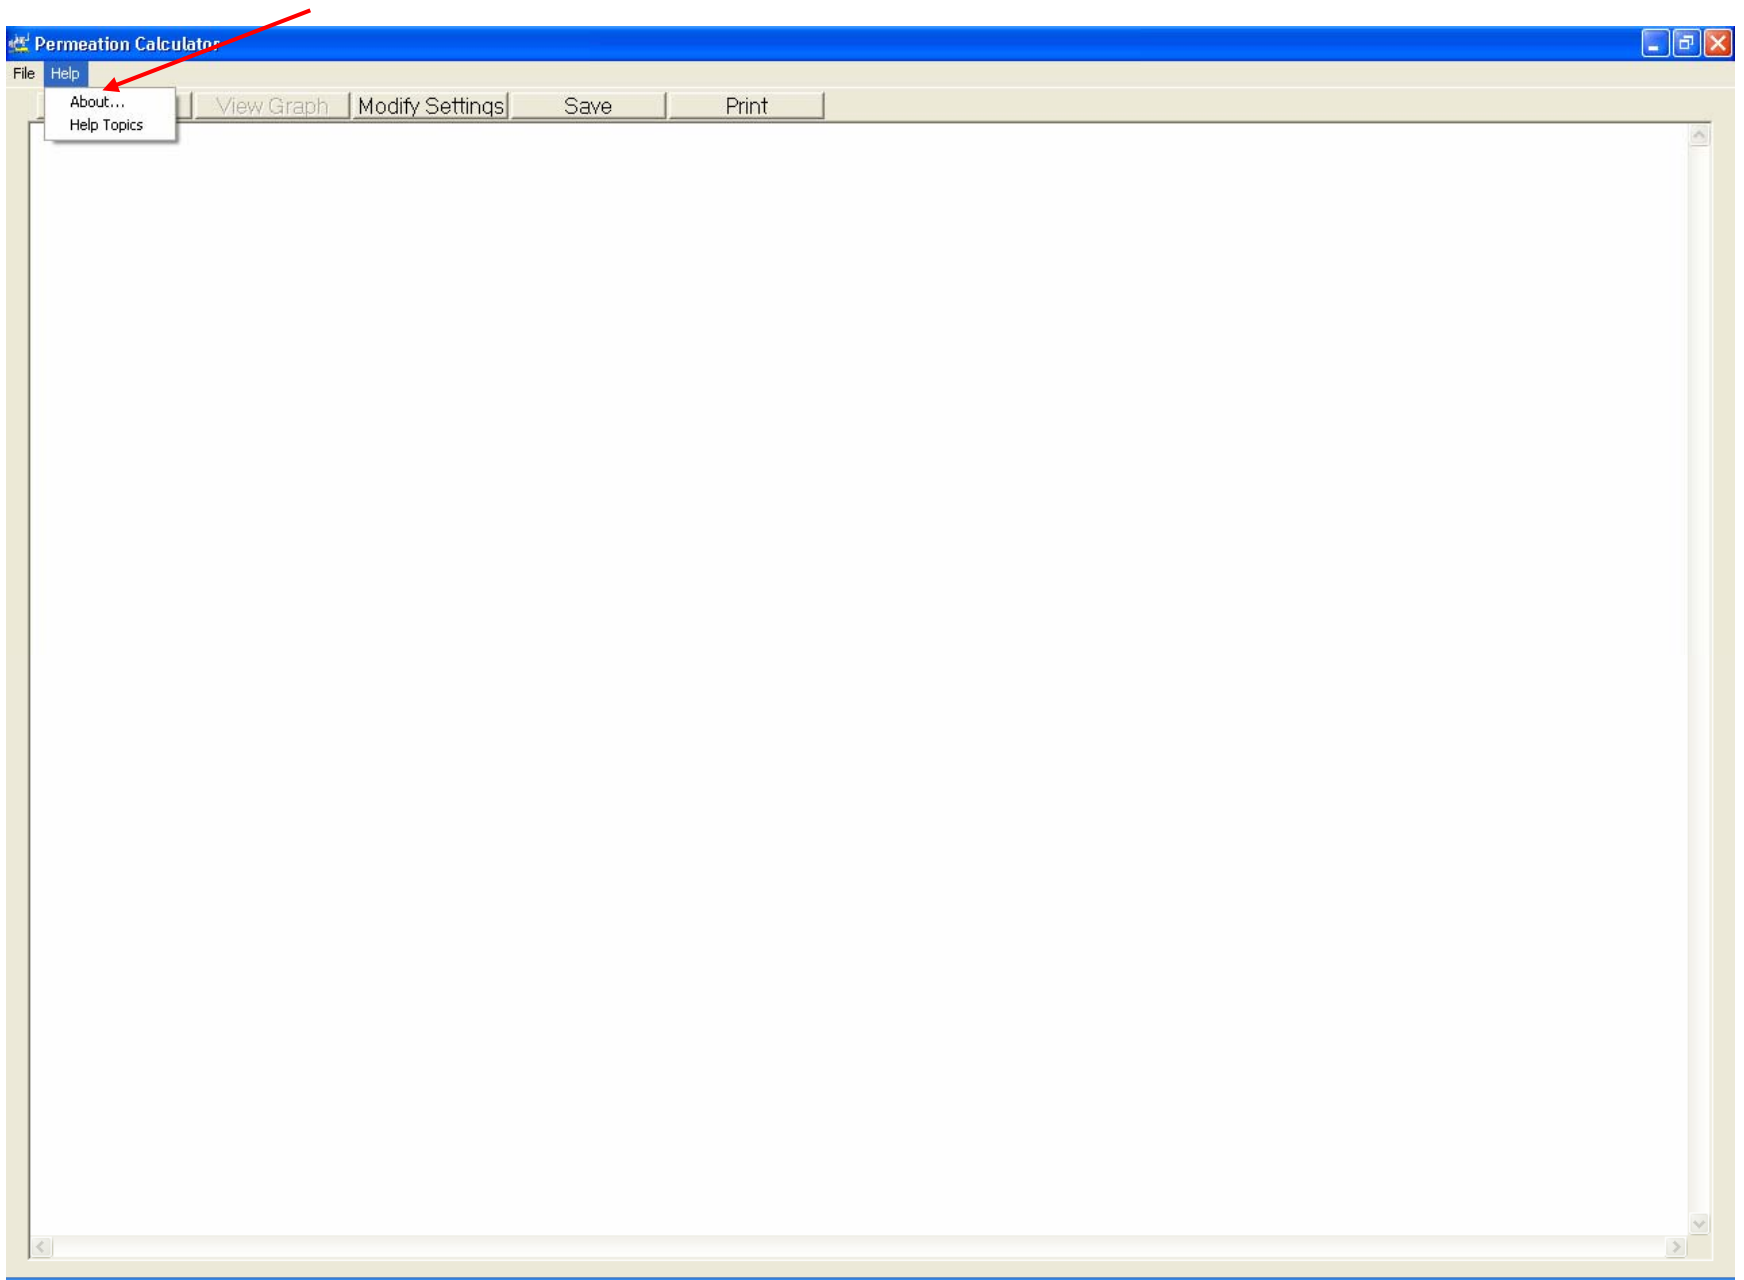 Permeation Calculator
File Help
About...
Help Topics
View Graph Modify Settings Save Print